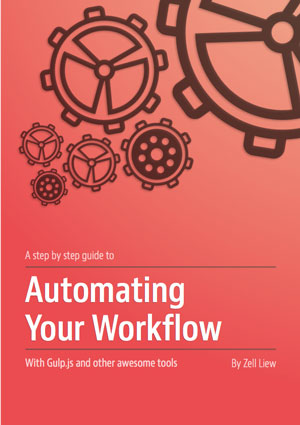 A step by step guide to
Automating
Your Workflow
With Gulp.js and other awesome tools By Zell Liew